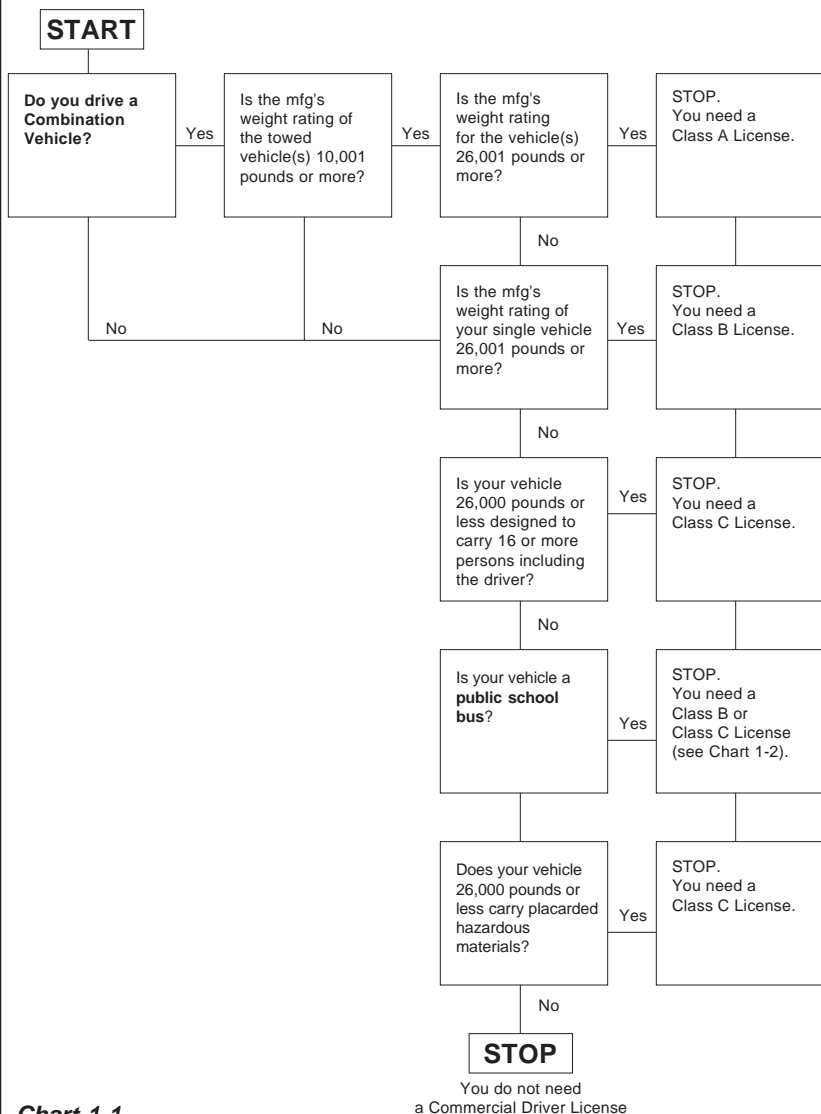 START
Do you drive a
Combination
Vehicle?
Yes
Is the mfg's
weight rating of
the towed
vehicle(s) 10,001
pounds or more?
Yes
Is the mfg's
weight rating
for the vehicle(s)
26,001 pounds or
more?
Yes
STOP.
You need a
Class A License.
No
No
No
Is the mfg's
weight rating of
your single vehicle
26,001 pounds or
more?
Yes
STOP.
You need a
Class B License.
No
Is your vehicle
26,000 pounds or
less designed to
carry 16 or more
persons including
the driver?
Yes
STOP.
You need a
Class C License.
No
Is your vehicle a
public school
bus?
Yes
STOP.
You need a
Class B or
Class C License
(see Chart 1-2).
Does your vehicle
26,000 pounds or
less carry placarded
hazardous
materials?
Yes
STOP.
You need a
Class C License.
No
STOP
You do not need
a Commercial Driver License
Chart 1-1